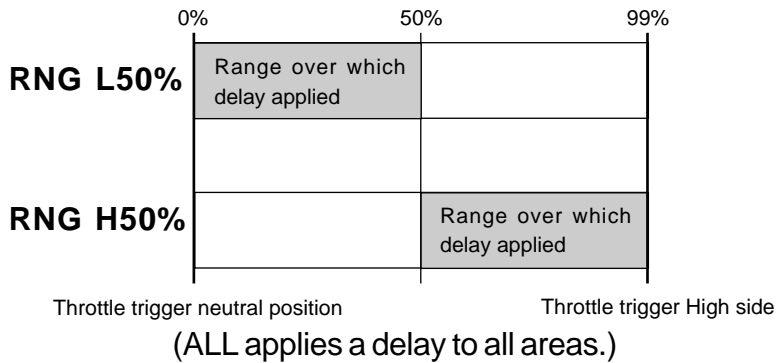 0% 50% 99%
RNG L50%
Range over which
delay applied
RNG H50%
Range over which
delay applied
Throttle trigger neutral position Throttle trigger High side
(ALL applies a delay to all areas.)